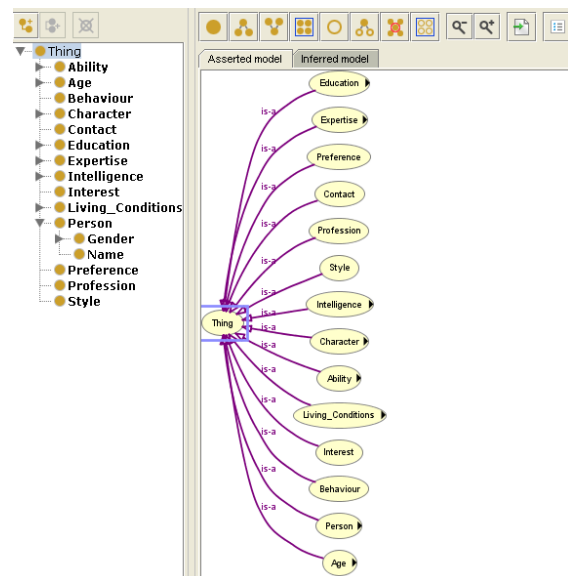 Thing
Ability
Age
Behaviour
Character
Contact
Education
Expertise
Intelligence
Interest
Living_Conditions
Person
Gender
Name
Preference
Profession
Style
Asserted model
Inferred model
Education
is-a
Expertise
is-a
Preference
is-a
Contact
is-a
Profession
is-a
Style
is-a
Intelligence
is-a
Thing
is-a
Character
is-a
Ability
is-a
Living_Conditions
is-a
Interest
is-a
Behaviour
is-a
Person
is-a
Age